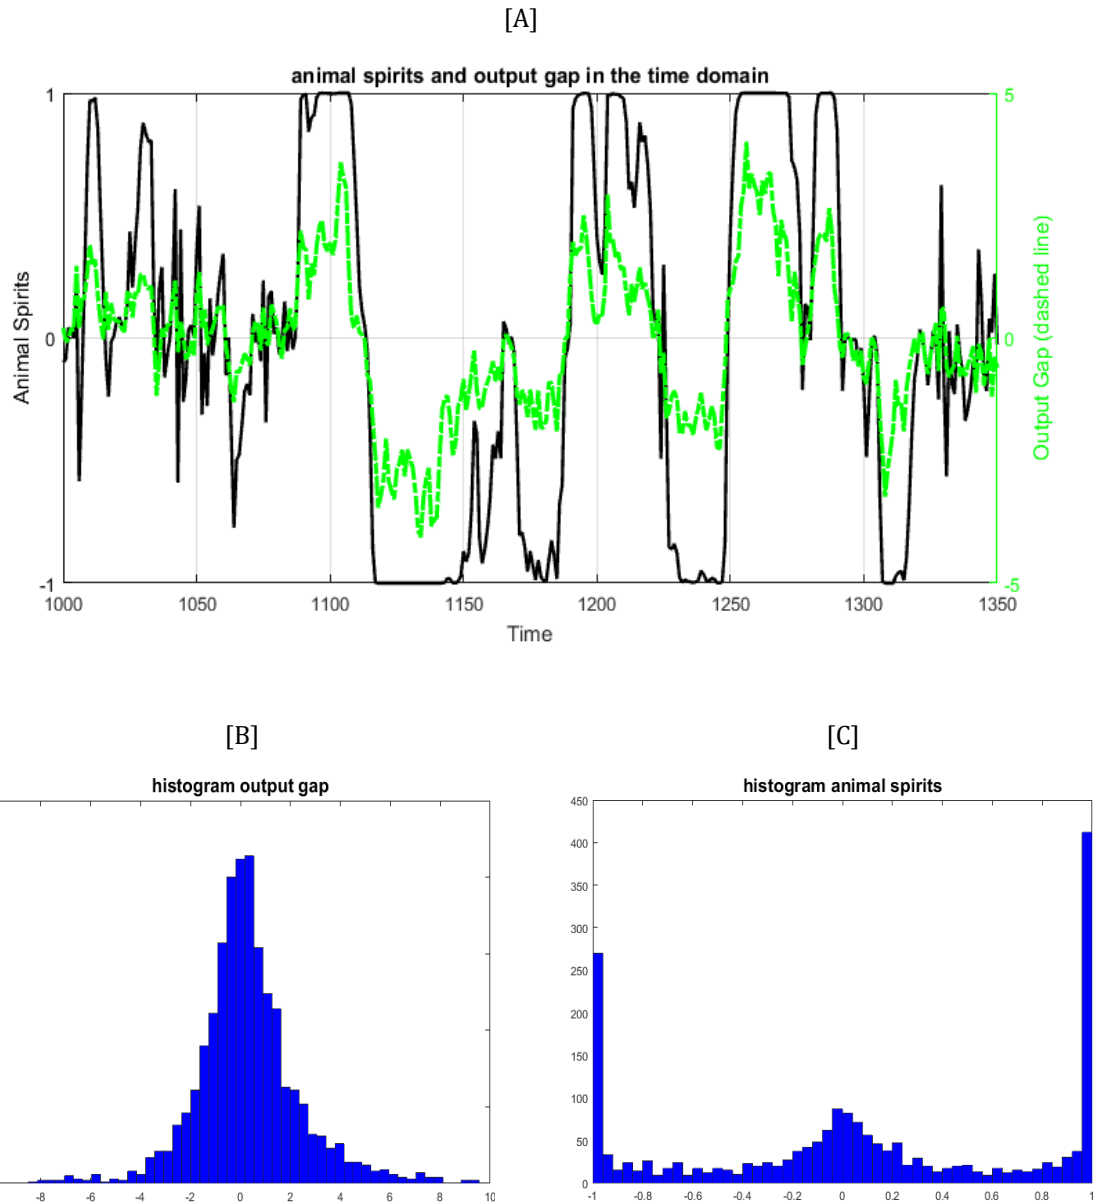 [A]
animal spirits and output gap in the time domain
1
0
-1
Animal Spirits
5
0
-5
Output Gap (dashed line)
1000 1050 1100 1150 1200 1250 1300 1350
Time
[B]
histogram output gap
-8 -6 -4 -2 0 2 4 6 8 10
[C]
histogram animal spirits
450
400
350
300
250
200
150
100
50
0
-1 -0.8 -0.6 -0.4 -0.2 0 0.2 0.4 0.6 0.8 1